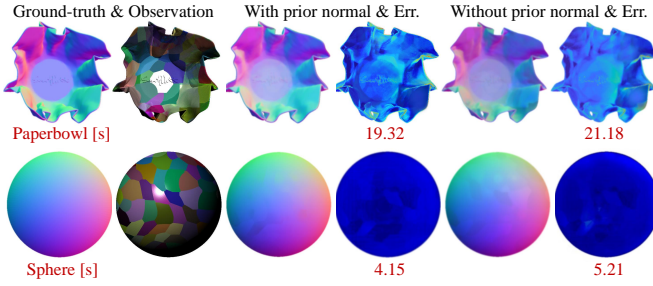 Ground-truth & Observation With prior normal & Err. Without prior normal & Err.
Paperbowl [s] 19.32 21.18
Sphere [s] 4.15 5.21